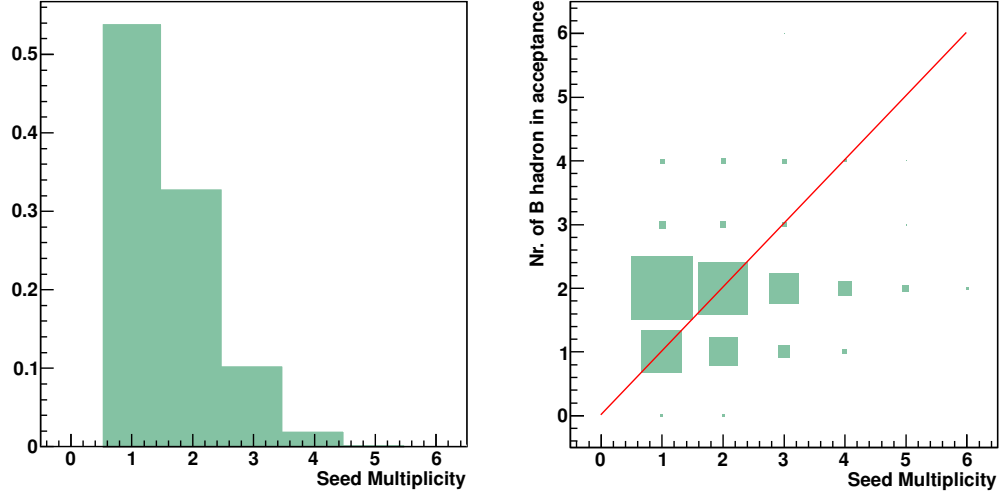 0.5
0.4
0.3
0.2
0.1
0
0 1 2 3 4 5 6
Seed Multiplicity
Nr. of B hadron in acceptance
6
5
4
3
2
1
0
0 1 2 3 4 5 6
Seed Multiplicity